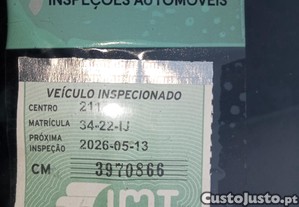 INSPEÇÕES AUTOMÓVEIS
VEÍCULO INSPECIONADO
CENTRO
MATRÍCULA 34-22-IJ
PRÓXIMA
INSPEÇÃO 2026-05-13
CM 3970866
IMT
CustoJusto.pt